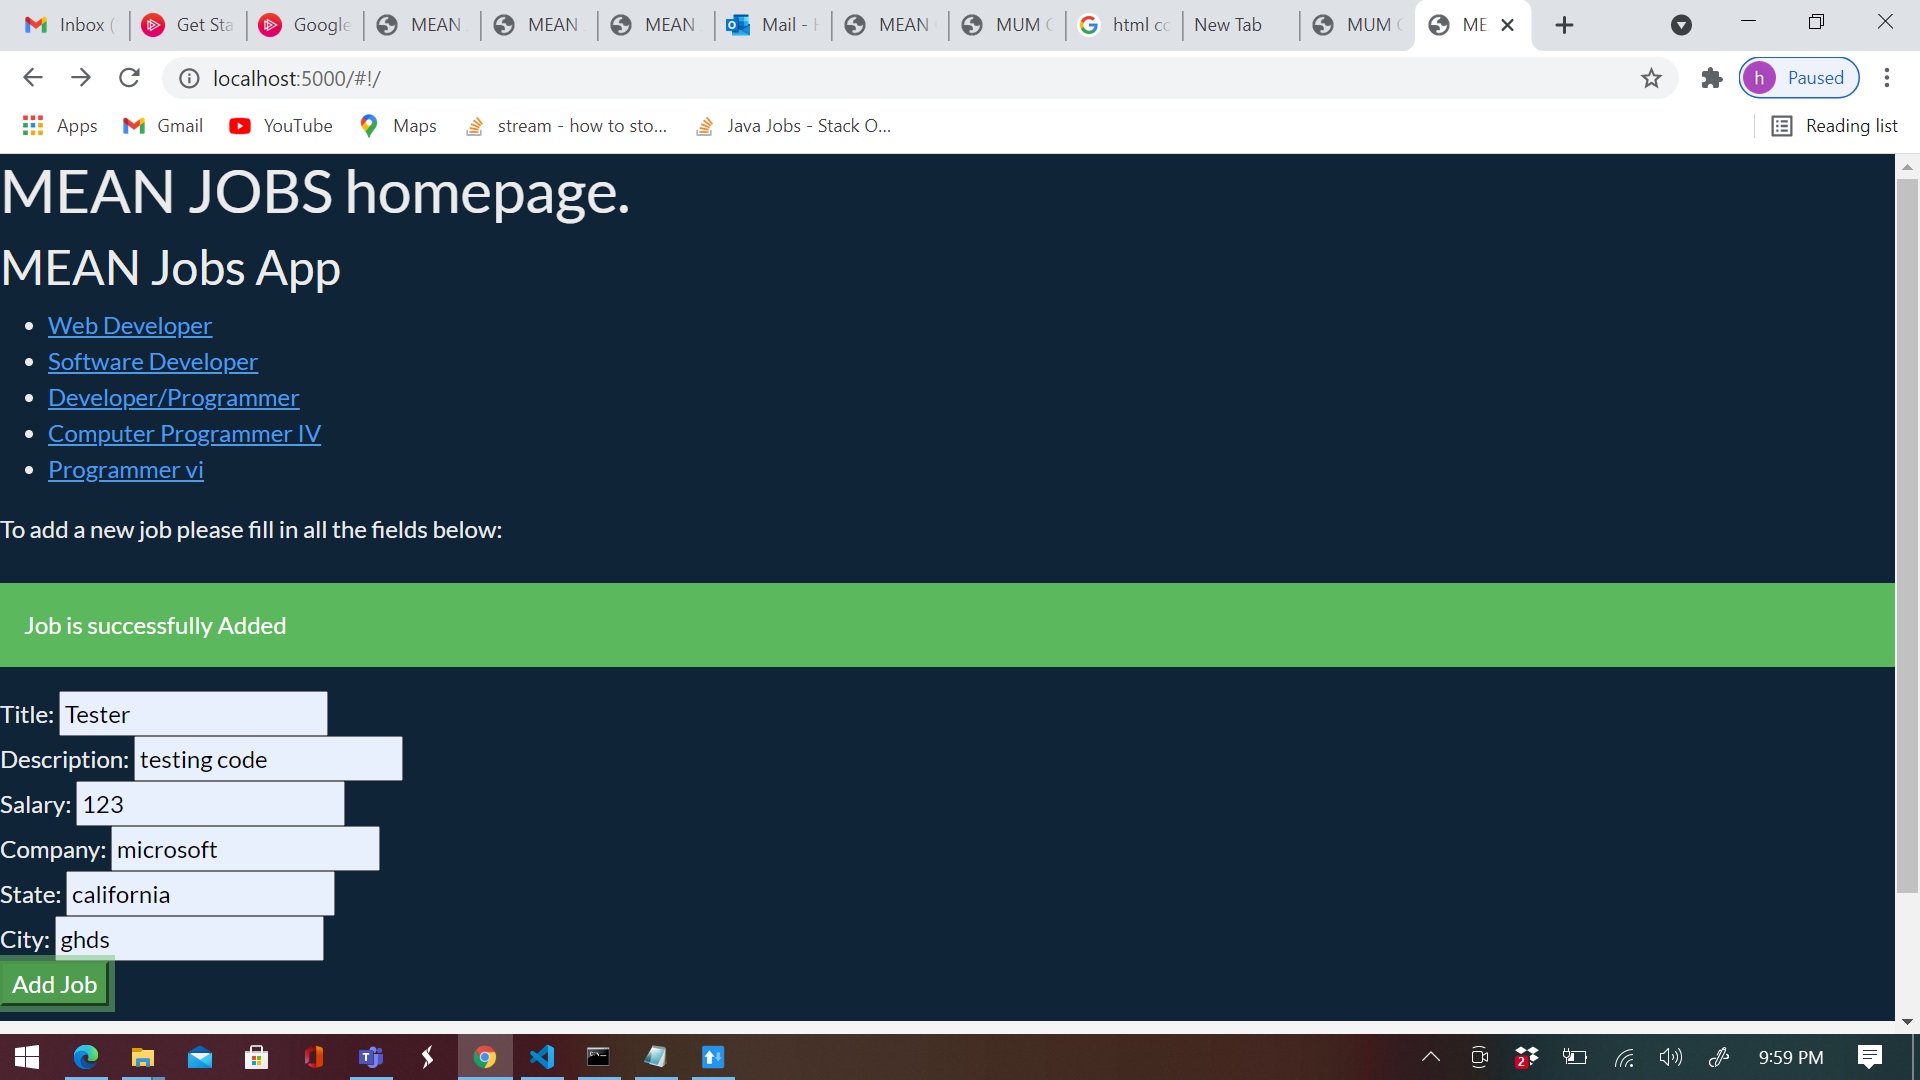 Inbox (
Get Sta
Google
MEAN
MEAN
MEAN
Mail - H
MEAN
MUM C
html co
New Tab
MUM C
ME
localhost:5000/#!/
h
Paused
Apps
Gmail
YouTube
Maps
stream - how to sto...
Java Jobs - Stack O...
Reading list
MEAN JOBS homepage.
MEAN Jobs App
Web Developer
Software Developer
Developer/Programmer
Computer Programmer IV
Programmer vi
To add a new job please fill in all the fields below:
Job is successfully Added
Title: Tester
Description: testing code
Salary: 123
Company: microsoft
State: california
City: ghds
Add Job
2
9:59 PM